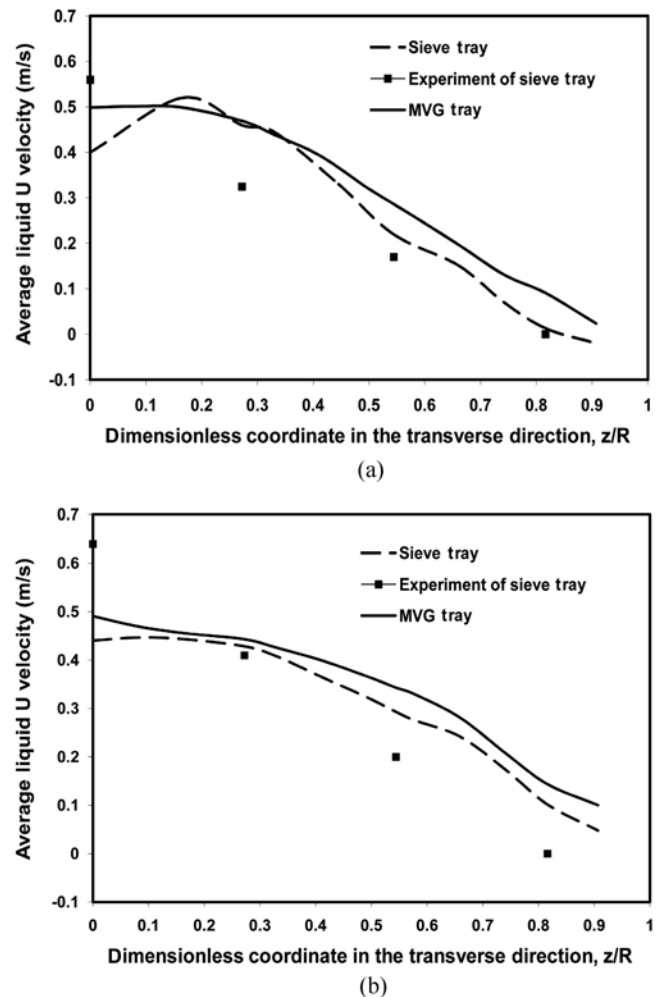 0.7
0.6
0.5
0.4
0.3
0.2
0.1
0
-0.1
Average liquid U velocity (m/s)
Sieve tray
Experiment of sieve tray
MVG tray
0 0.1 0.2 0.3 0.4 0.5 0.6 0.7 0.8 0.9 1
Dimensionless coordinate in the transverse direction, z/R
(a)
0.7
0.6
0.5
0.4
0.3
0.2
0.1
0
-0.1
Average liquid U velocity (m/s)
Sieve tray
Experiment of sieve tray
MVG tray
0 0.1 0.2 0.3 0.4 0.5 0.6 0.7 0.8 0.9 1
Dimensionless coordinate in the transverse direction, z/R
(b)